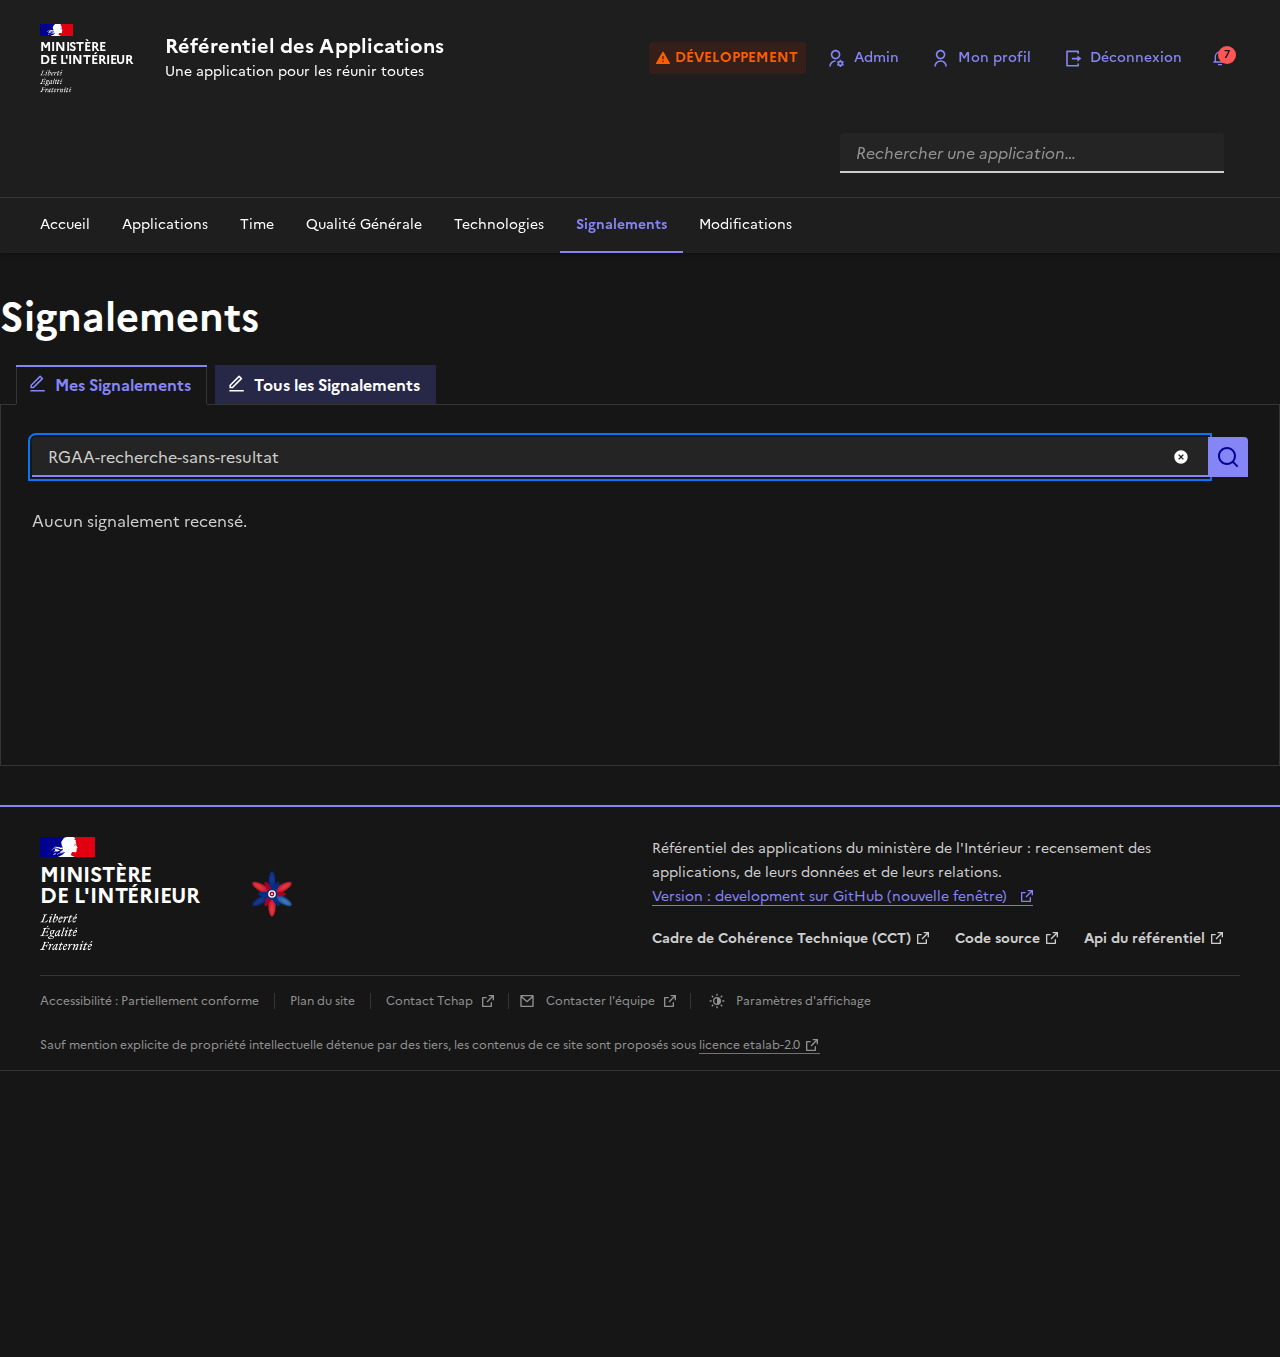 MINISTÈRE
DE L'INTÉRIEUR
Liberté
Égalité
Fraternité
Référentiel des Applications
Une application pour les réunir toutes
DÉVELOPPEMENT
Admin
Mon profil
Déconnexion
7
Rechercher une application...
Accueil
Applications
Time
Qualité Générale
Technologies
Signalements
Modifications
Signalements
Mes Signalements
Tous les Signalements
RGAA-recherche-sans-resultat
Aucun signalement recensé.
MINISTÈRE
DE L'INTÉRIEUR
Liberté
Égalité
Fraternité
Référentiel des applications du ministère de l'Intérieur : recensement des
applications, de leurs données et de leurs relations.
Version : development sur GitHub (nouvelle fenêtre)
Cadre de Cohérence Technique (CCT)
Code source
Api du référentiel
Accessibilité : Partiellement conforme
Plan du site
Contact Tchap
Contacter l'équipe
Paramètres d'affichage
Sauf mention explicite de propriété intellectuelle détenue par des tiers, les contenus de ce site sont proposés sous licence etalab-2.0